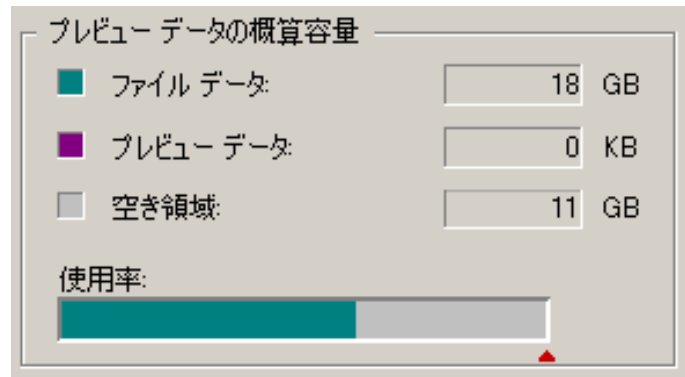 プレビュー データの概算容量
ファイル データ: 18 GB
プレビュー データ: 0 KB
空き領域: 11 GB
使用率: